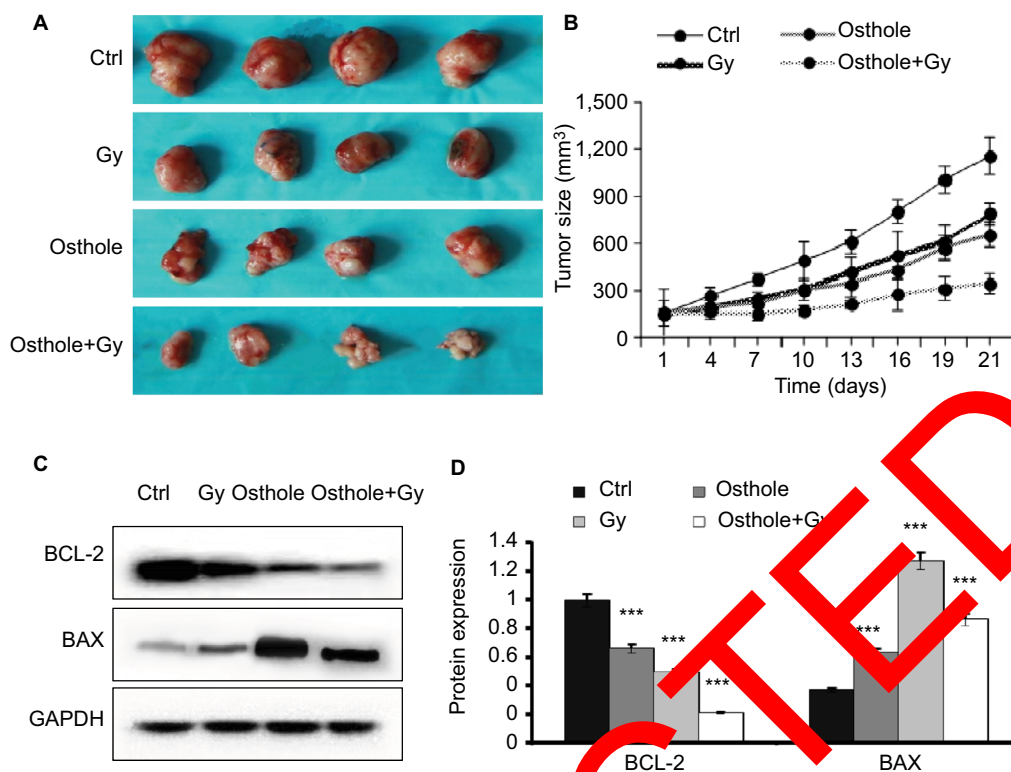 A
Ctrl
Gy
Osthole
Osthole+Gy
B
Ctrl
Osthole
Gy
Osthole+Gy
Tumor size (mm³)
1,500
1,200
900
600
300
0
1 4 7 10 13 16 19 21
Time (days)
C
Ctrl Gy Osthole Osthole+Gy
BCL-2
BAX
GAPDH
D
Ctrl
Osthole
Gy
Osthole+Gy
Protein expression
1.4
1.2
1
0.8
0.6
0
0
0
*** *** ***
*** *** ***
BCL-2 BAX
CTED